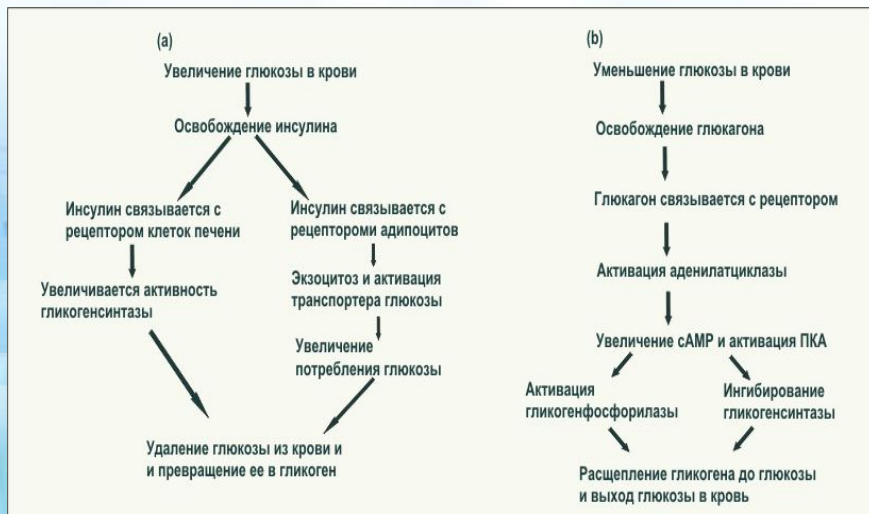 (a)
Увеличение глюкозы в крови
Освобождение инсулина
Инсулин связывается с
рецептором клеток печени
Увеличивается активность
гликогенсинтазы
Инсулин связывается с
рецептороми адипоцитов
Экзоцитоз и активация
транспортера глюкозы
Увеличение
потребления глюкозы
Удаление глюкозы из крови и
и превращение ее в гликоген
(b)
Уменьшение глюкозы в крови
Освобождение глюкагона
Глюкагон связывается с рецептором
Активация аденилатциклазы
Увеличение сАМР и активация ПКА
Активация
гликогенфосфорилазы
Ингибирование
гликогенсинтазы
Расщепление гликогена до глюкозы
и выход глюкозы в кровь